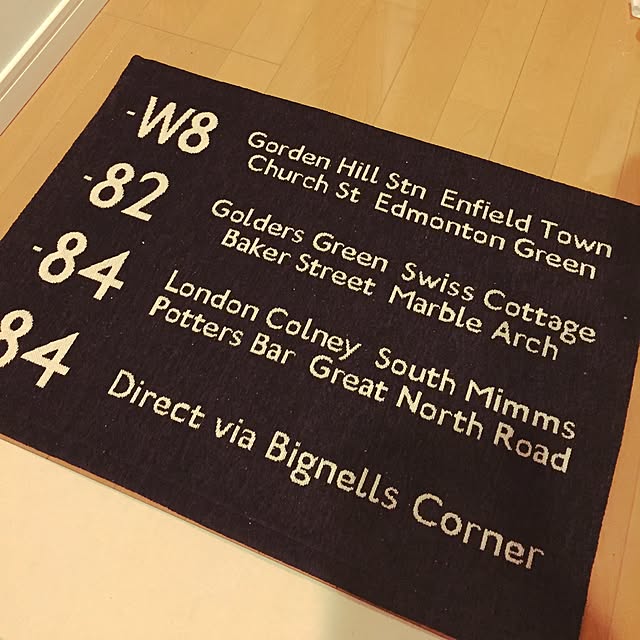 -W8 Gorden Hill Stn Enfield Town
Church St Edmonton Green
-82 Golders Green Swiss Cottage
Baker Street Marble Arch
-84 London Colney South Mimms
Potters Bar Great North Road
84 Direct via Bignells Corner